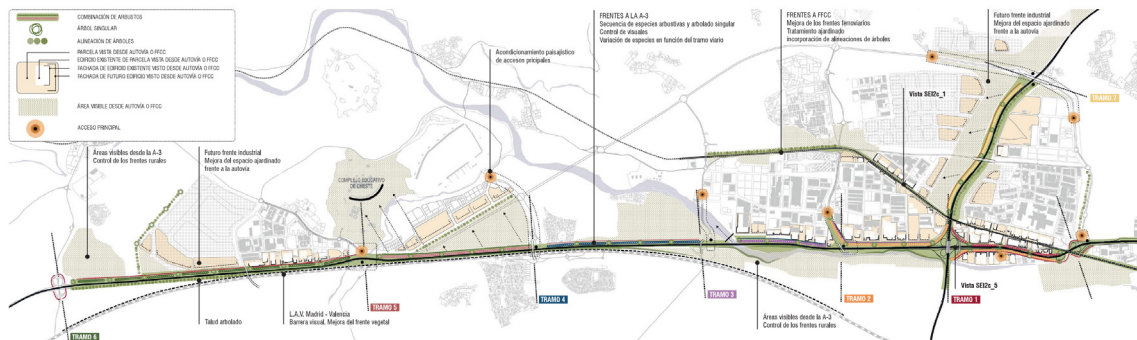 COMBINACIÓN DE ARBUSTOS
ÁRBOL SINGULAR
ALINEACIÓN DE ÁRBOLES
PARCELA VISTA DESDE AUTOVÍA O FFCC
EDIFICIO EXISTENTE DE PARCELA VISTA DESDE AUTOVÍA O FFCC
FACHADA DE EDIFICIO EXISTENTE VISTO DESDE AUTOVÍA O FFCC
FACHADA DE FUTURO EDIFICIO VISTO DESDE AUTOVÍA O FFCC
ÁREA VISIBLE DESDE AUTOVÍA O FFCC
ACCESO PRINCIPAL
Áreas visibles desde la A-3
Control de los frentes rurales
Futuro frente industrial
Mejora del espacio ajardinado
frente a la autovía
COMPLEJO EDUCATIVO
DE CHESTE
Acondicionamiento paisajístico
de accesos pricipales
FRENTES A LA A-3
Secuencia de especies arbustivas y arbolado singular
Control de visuales
Variación de especies en función del tramo viario
FRENTES A FFCC
Mejora de los frentes ferroviarios
Tratamiento ajardinado
incorporación de alineaciones de árboles
Futuro frente industrial
Mejora del espacio ajardinado
frente a la autovía
Vista SEI2c_1
TRAMO 7
TRAMO 6
Talud arbolado
L.A.V. Madrid - Valencia
Barrera visual. Mejora del frente vegetal
TRAMO 5
TRAMO 4
TRAMO 3
Áreas visibles desde la A-3
Control de los frentes rurales
TRAMO 2
Vista SEI2c_5
TRAMO 1